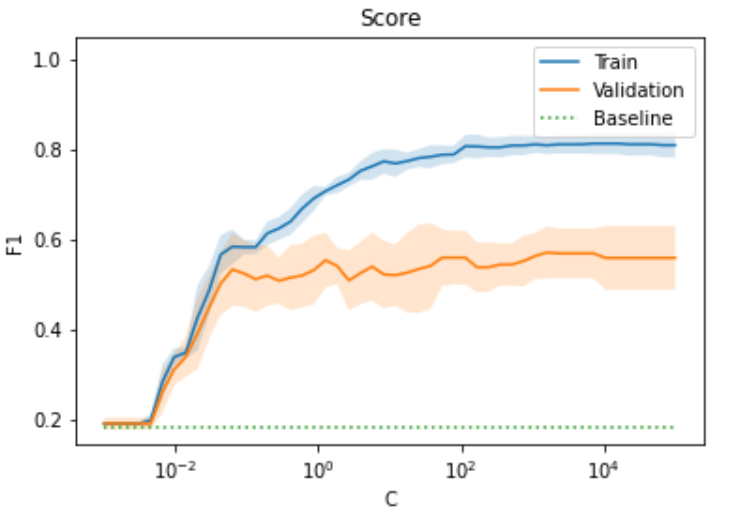 Score
1.0
0.8
0.6
0.4
0.2
F1
Train
Validation
Baseline
10⁻²
10⁰
10²
10⁴
C